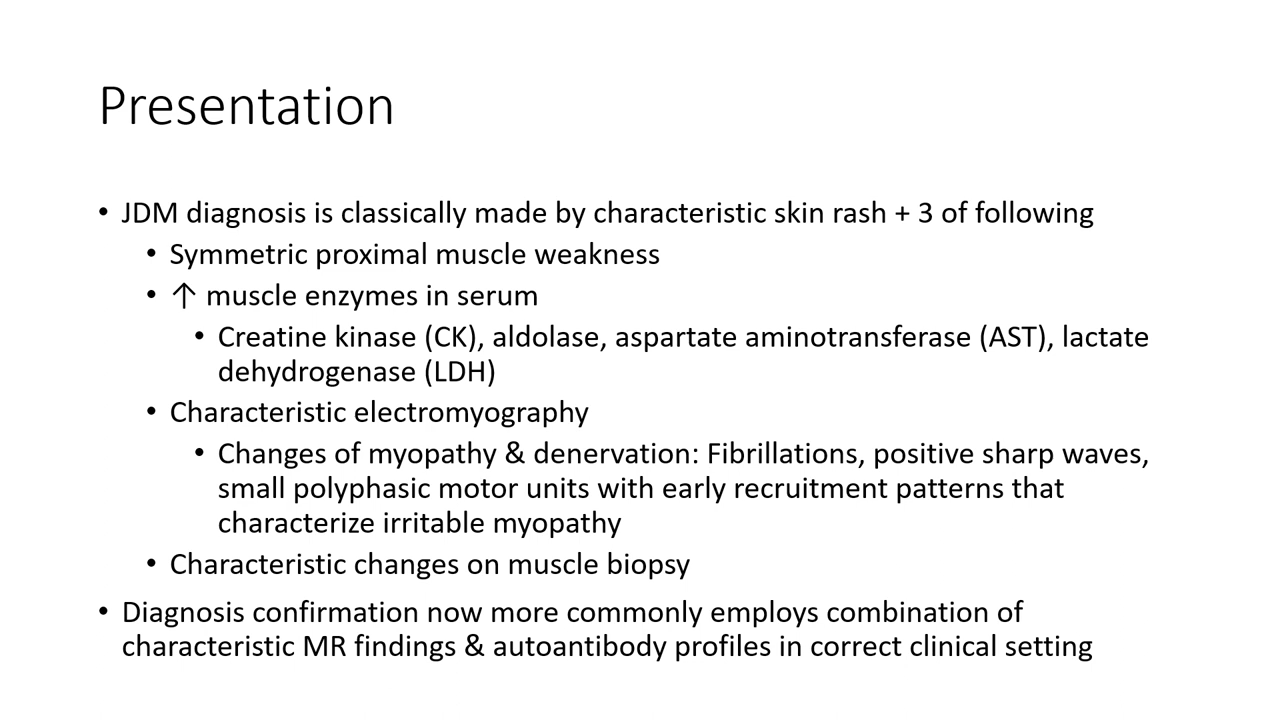 Presentation
• JDM diagnosis is classically made by characteristic skin rash + 3 of following
• Symmetric proximal muscle weakness
• ↑ muscle enzymes in serum
• Creatine kinase (CK), aldolase, aspartate aminotransferase (AST), lactate
dehydrogenase (LDH)
• Characteristic electromyography
• Changes of myopathy & denervation: Fibrillations, positive sharp waves,
small polyphasic motor units with early recruitment patterns that
characterize irritable myopathy
• Characteristic changes on muscle biopsy
• Diagnosis confirmation now more commonly employs combination of
characteristic MR findings & autoantibody profiles in correct clinical setting